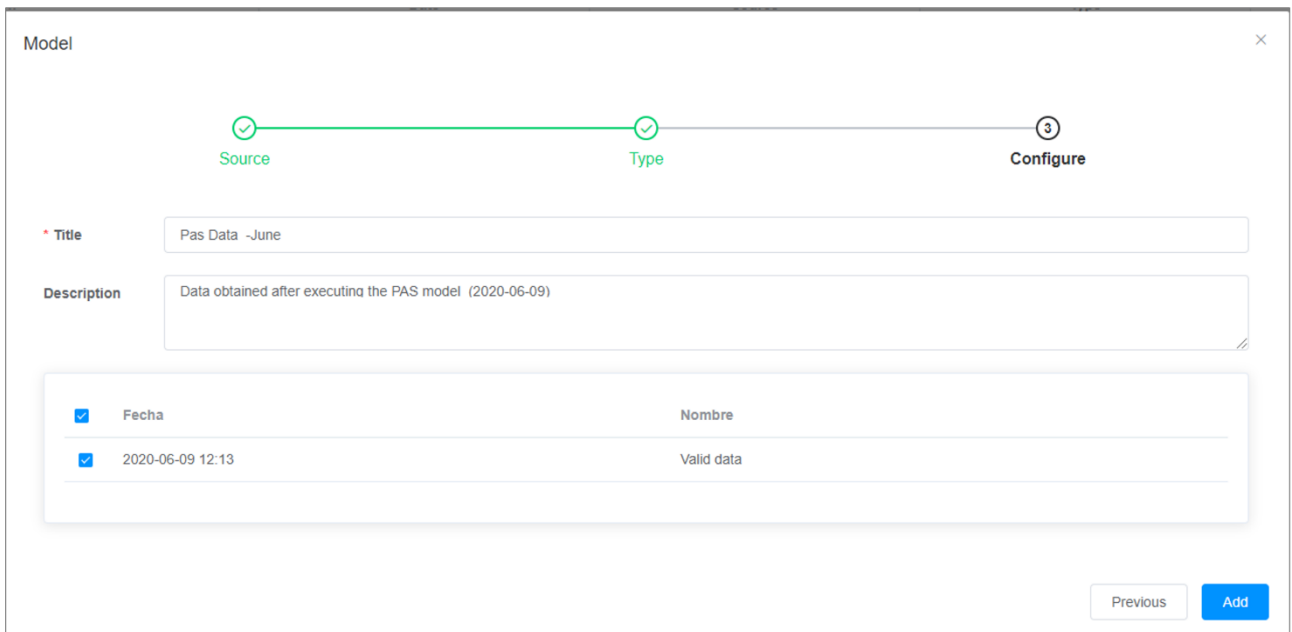 Model
3
Source Type Configure
* Title Pas Data -June
Description Data obtained after executing the PAS model (2020-06-09)
Fecha Nombre
2020-06-09 12:13 Valid data
Previous Add